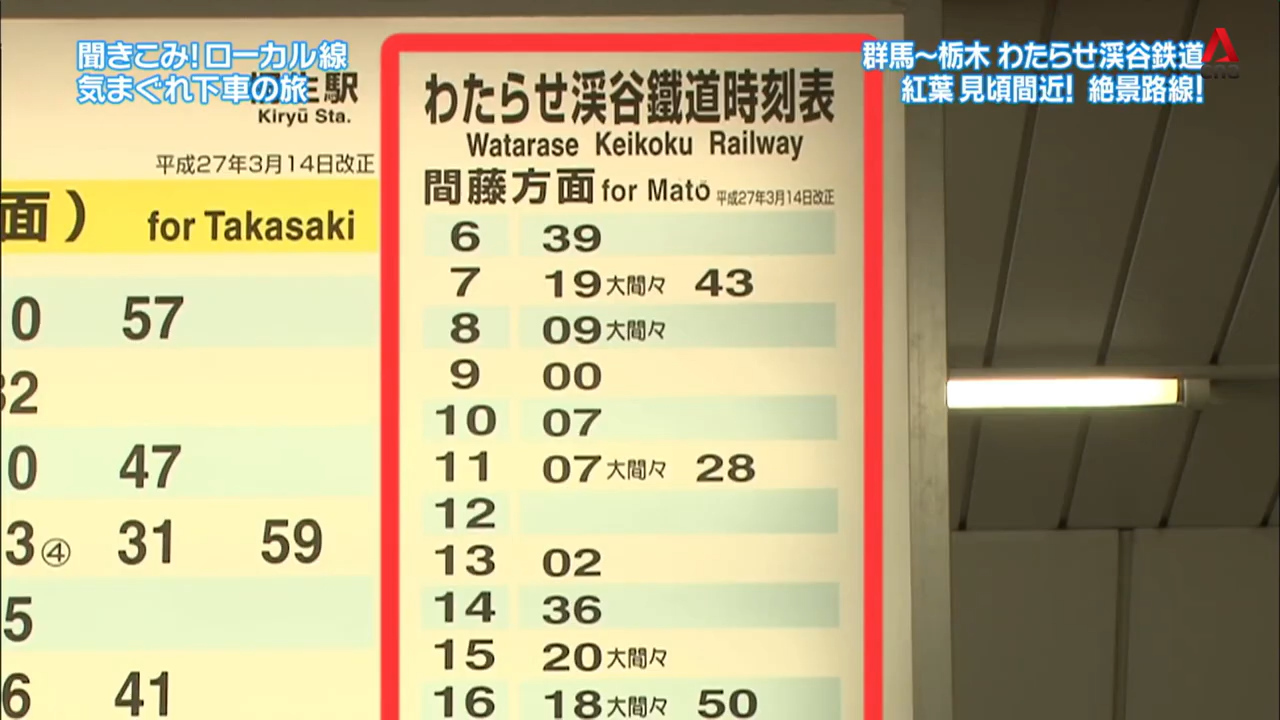 聞きこみ!ローカル線
気まぐれ下車の旅
群馬~栃木 わたらせ渓谷鉄道
紅葉 見頃間近! 絶景路線!
生駅
Kiryū Sta.
平成27年3月14日改正
面) for Takasaki
0 57
32
0 47
3④ 31 59
5
6 41
わたらせ渓谷鐵道時刻表
Watarase Keikoku Railway
間藤方面 for Matō 平成27年3月14日改正
6 39
7 19大間々 43
8 09大間々
9 00
10 07
11 07大間々 28
12
13 02
14 36
15 20大間々
16 18大間々 50